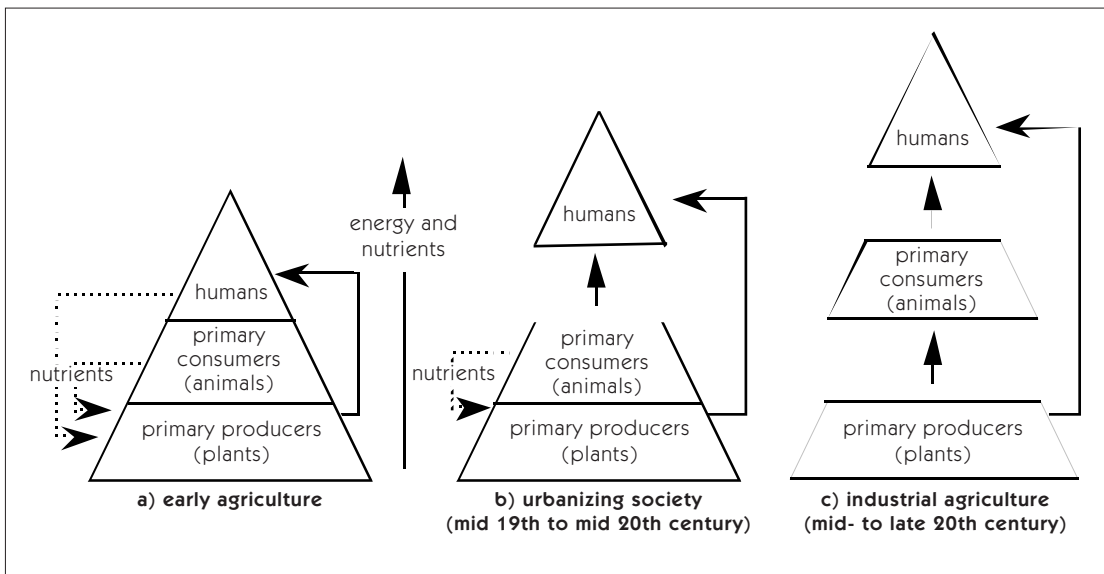 humans
primary
consumers
(animals)
nutrients
primary producers
(plants)
a) early agriculture
energy and
nutrients
humans
primary
consumers
(animals)
nutrients
primary producers
(plants)
b) urbanizing society
(mid 19th to mid 20th century)
humans
primary
consumers
(animals)
primary producers
(plants)
c) industrial agriculture
(mid- to late 20th century)